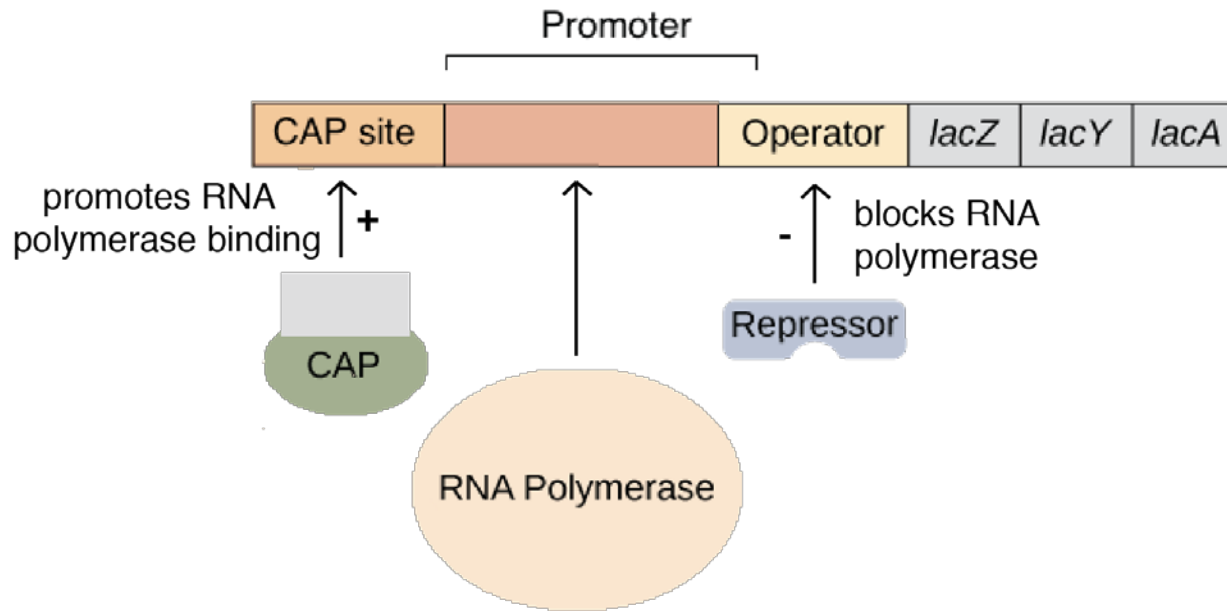 Promoter
CAP site
Operator
lacZ
lacY
lacA
promotes RNA
polymerase binding
+
-
blocks RNA
polymerase
Repressor
CAP
RNA Polymerase